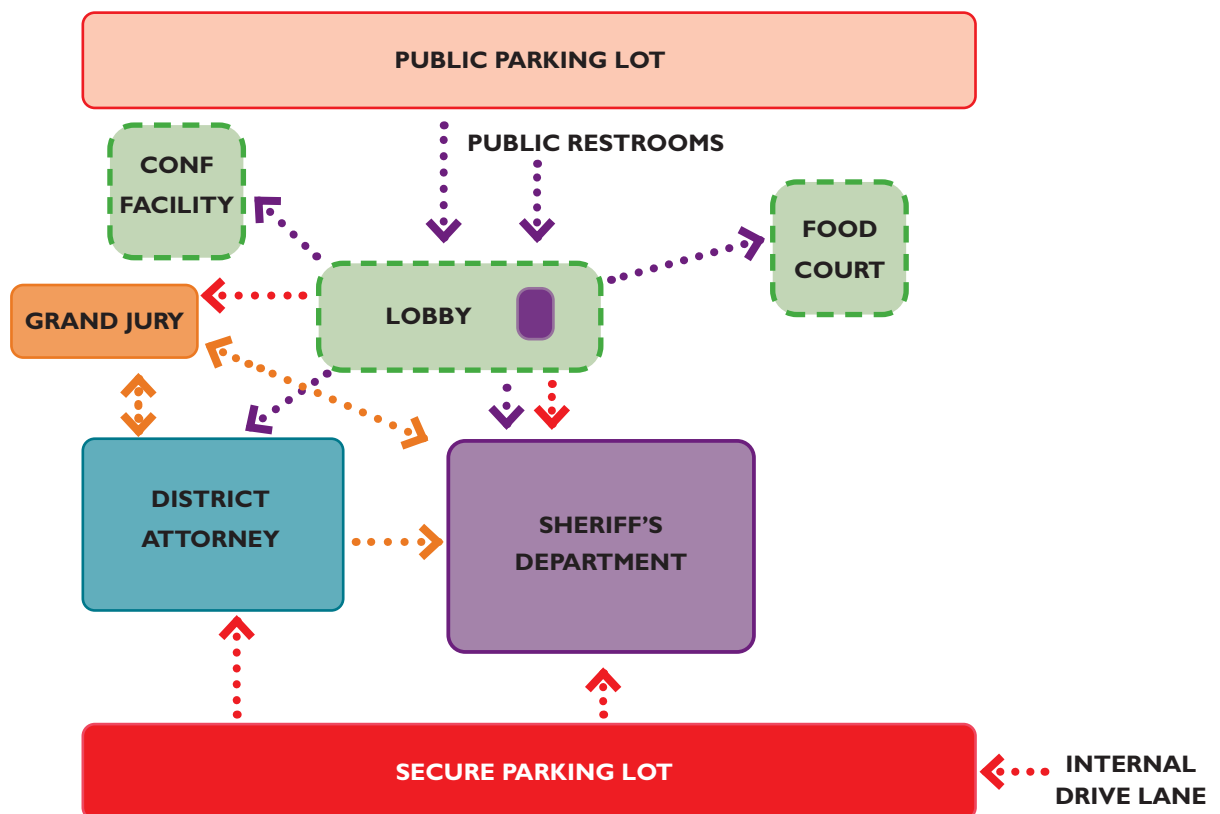 PUBLIC PARKING LOT
PUBLIC RESTROOMS
CONF
FACILITY
FOOD
COURT
LOBBY
GRAND JURY
DISTRICT
ATTORNEY
SHERIFF'S
DEPARTMENT
SECURE PARKING LOT
INTERNAL
DRIVE LANE